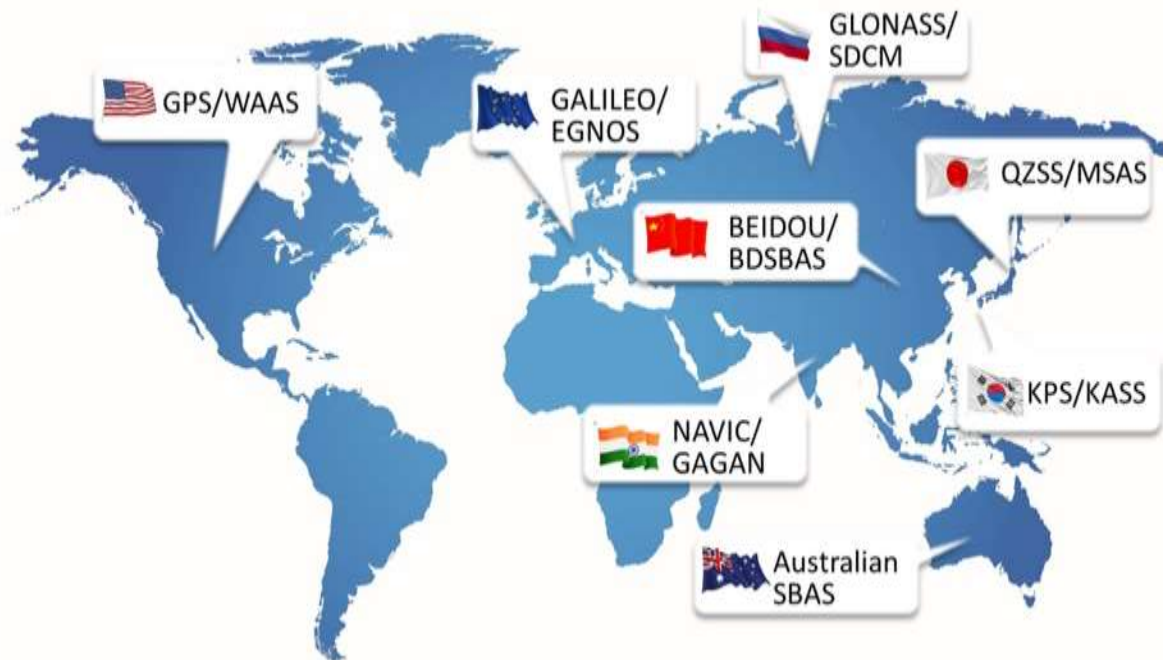 GLONASS/
SDCM
GPS/WAAS
GALILEO/
EGNOS
QZSS/MSAS
BEIDOU/
BDSBAS
KPS/KASS
NAVIC/
GAGAN
Australian
SBAS